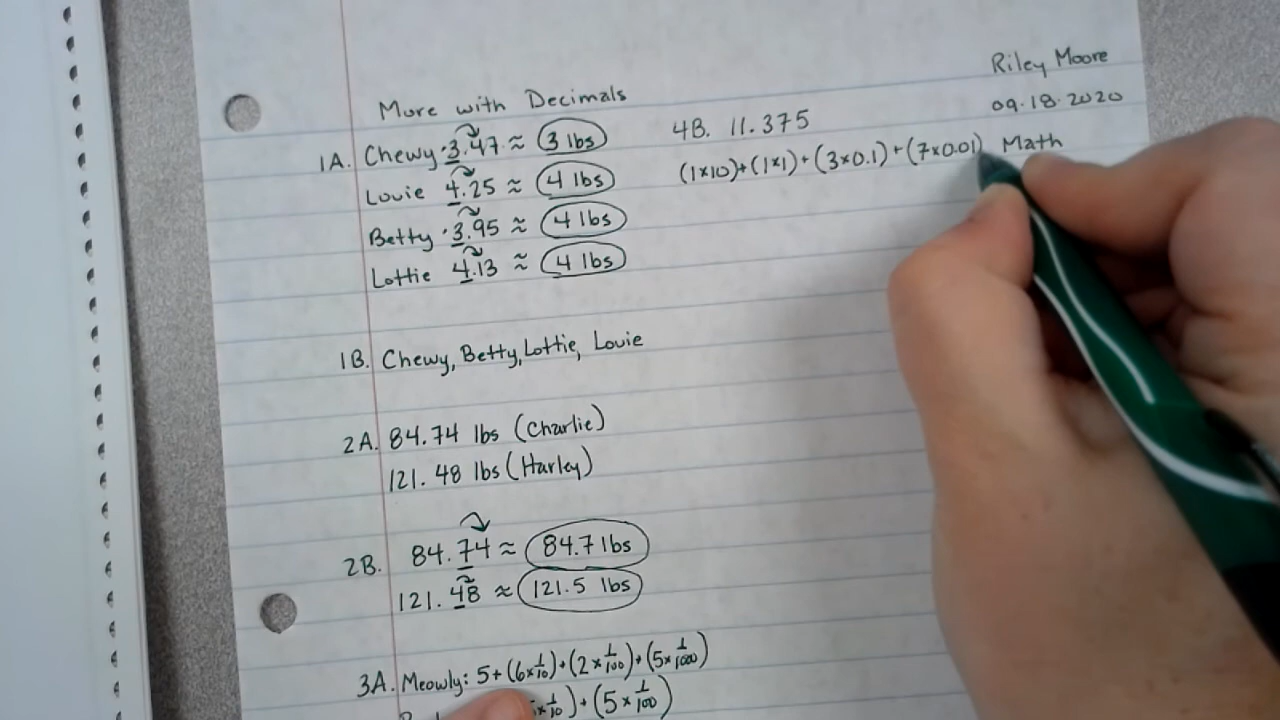 Riley Moore
09.18.2020
Math
More with Decimals
1A. Chewy · 3.47 ≈ 3 lbs
Louie 4.25 ≈ 4 lbs
Betty · 3.95 ≈ 4 lbs
Lottie 4.13 ≈ 4 lbs
1B. Chewy, Betty, Lottie, Louie
2A. 84.74 lbs (Charlie)
121.48 lbs (Harley)
2B. 84.74 ≈ 84.7 lbs
121.48 ≈ 121.5 lbs
3A. Meowly: 5+(6×1/10)+(2×1/100)+(5×1/1000)
×1/10)+(5×1/100)
4B. 11.375
(1×10)+(1×1)+(3×0.1)+(7×0.01)